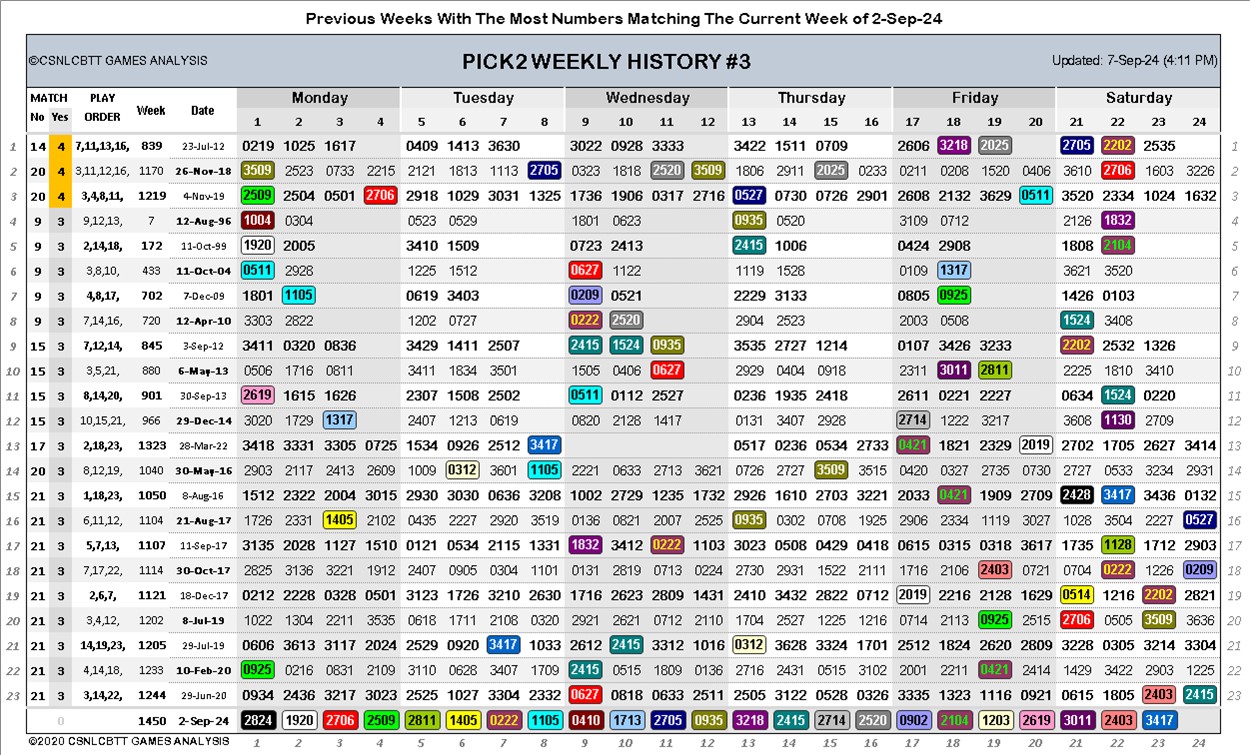 Previous Weeks With The Most Numbers Matching The Current Week of 2-Sep-24
©CSNLCBTT GAMES ANALYSIS PICK2 WEEKLY HISTORY #3 Updated: 7-Sep-24 (4:11 PM)
MATCH PLAY Week Date Monday Tuesday Wednesday Thursday Friday Saturday
No Yes ORDER 1 2 3 4 5 6 7 8 9 10 11 12 13 14 15 16 17 18 19 20 21 22 23 24
1 14 4 7,11,13,16, 839 23-Jul-12 0219 1025 1617 0409 1413 3630 3022 0928 3333 3422 1511 0709 2606 3218 2025 2705 2202 2535 1
2 20 4 3,11,12,16, 1170 26-Nov-18 3509 2523 0733 2215 2121 1813 1113 2705 0323 1818 2520 3509 1806 2911 2025 0233 0211 0208 1520 0406 3610 2706 1603 3226 2
3 20 4 3,4,8,11, 1219 4-Nov-19 2509 2504 0501 2706 2918 1029 3031 1325 1736 1906 0317 2716 0527 0730 0726 2901 2608 2132 3629 0511 3520 2334 1024 1632 3
4 9 3 9,12,13, 7 12-Aug-96 1004 0304 0523 0529 1801 0623 0935 0520 3109 0712 2126 1832 4
5 9 3 2,14,18, 172 11-Oct-99 1920 2005 3410 1509 0723 2413 2415 1006 0424 2908 1808 2104 5
6 9 3 3,8,10, 433 11-Oct-04 0511 2928 1225 1512 0627 1122 1119 1528 0109 1317 3621 3520 6
7 9 3 4,8,17, 702 7-Dec-09 1801 1105 0619 3403 0209 0521 2229 3133 0805 0925 1426 0103 7
8 9 3 7,14,16, 720 12-Apr-10 3303 2822 1202 0727 0222 2520 2904 2523 2003 0508 1524 3408 8
9 15 3 7,12,14, 845 3-Sep-12 3411 0320 0836 3429 1411 2507 2415 1524 0935 3535 2727 1214 0107 3426 3233 2202 2532 1326 9
10 15 3 3,5,21, 880 6-May-13 0506 1716 0811 3411 1834 3501 1505 0406 0627 2929 0404 0918 2318 3011 2811 2225 1810 3410 10
11 15 3 8,14,20, 901 30-Sep-13 2619 1615 1626 2307 1508 2502 0511 0112 2527 0236 1935 2418 2611 0221 2227 0634 1524 0220 11
12 15 3 10,15,21, 966 29-Dec-14 3020 1729 1317 2407 1213 0619 0820 2128 1417 0131 3407 2928 2714 1222 3217 3608 1130 2709 12
13 17 3 2,18,23, 1323 28-Mar-22 3418 3331 3305 0725 1534 0926 2512 3417 0517 0236 0534 2733 0421 1821 2329 2019 2702 1705 2627 3414 13
14 20 3 8,12,19, 1040 30-May-16 2903 2117 2413 2609 1009 0312 3601 1105 2221 0633 2713 3621 0726 2727 3509 3515 0420 0327 2735 0730 2727 0533 3234 2931 14
15 21 3 1,18,23, 1050 8-Aug-16 1512 2322 2004 3015 2930 3030 0636 3208 1002 2729 1235 1732 2926 1610 2703 3221 2033 0421 1909 2709 2428 3417 3436 0132 15
16 21 3 6,11,12, 1104 21-Aug-17 1726 2331 1405 2102 0435 2227 2920 3519 0136 0821 2007 2525 0935 0302 0708 1925 2906 2334 1119 3027 1028 3504 2227 0527 16
17 21 3 5,7,13, 1107 11-Sep-17 3135 2028 1127 1510 0121 0534 2115 1331 1832 3412 0222 1103 3023 0508 0429 0418 0615 0315 0318 3617 1735 1128 1712 2903 17
18 21 3 7,17,22, 1114 30-Oct-17 2825 3136 3221 1912 2407 0905 0304 1101 0131 2819 0713 0224 2730 2931 1522 2111 1716 2106 2403 0721 0704 0222 1226 0209 18
19 21 3 2,6,7, 1121 18-Dec-17 0212 2228 0328 0501 3123 1726 3210 2630 1716 2623 2809 1431 2410 3432 2822 0712 2019 2216 2128 1629 0514 1216 2202 2821 19
20 21 3 3,4,12, 1202 8-Jul-19 1022 1304 2211 3535 0618 1711 2108 0320 2921 2621 0712 2110 1704 2527 1225 1216 0714 2113 0925 2515 2706 0505 3509 3636 20
21 21 3 14,19,23, 1205 29-Jul-19 0606 3613 3117 2024 2529 0920 3417 1033 2612 2415 3312 1016 0312 3628 3324 1701 2512 1824 2620 2809 3228 0305 3214 3304 21
22 21 3 4,14,18, 1233 10-Feb-20 0925 0216 0831 2109 3110 0628 3407 1709 2415 0515 1809 0136 2716 2431 0515 3102 2001 2211 0421 2414 1429 3422 2903 1225 22
23 21 3 3,14,22, 1244 29-Jun-20 0934 2436 3217 3023 2525 1027 3304 2332 0627 0818 0633 2511 2505 3122 0528 0326 3335 1323 1116 0921 0615 1805 2403 2415 23
0 1450 2-Sep-24 2824 1920 2706 2509 2811 1405 0222 1105 0410 1713 2705 0935 3218 2415 2714 2520 0902 2104 1203 2619 3011 2403 3417
©2020 CSNLCBTT GAMES ANALYSIS 1 2 3 4 5 6 7 8 9 10 11 12 13 14 15 16 17 18 19 20 21 22 23 24